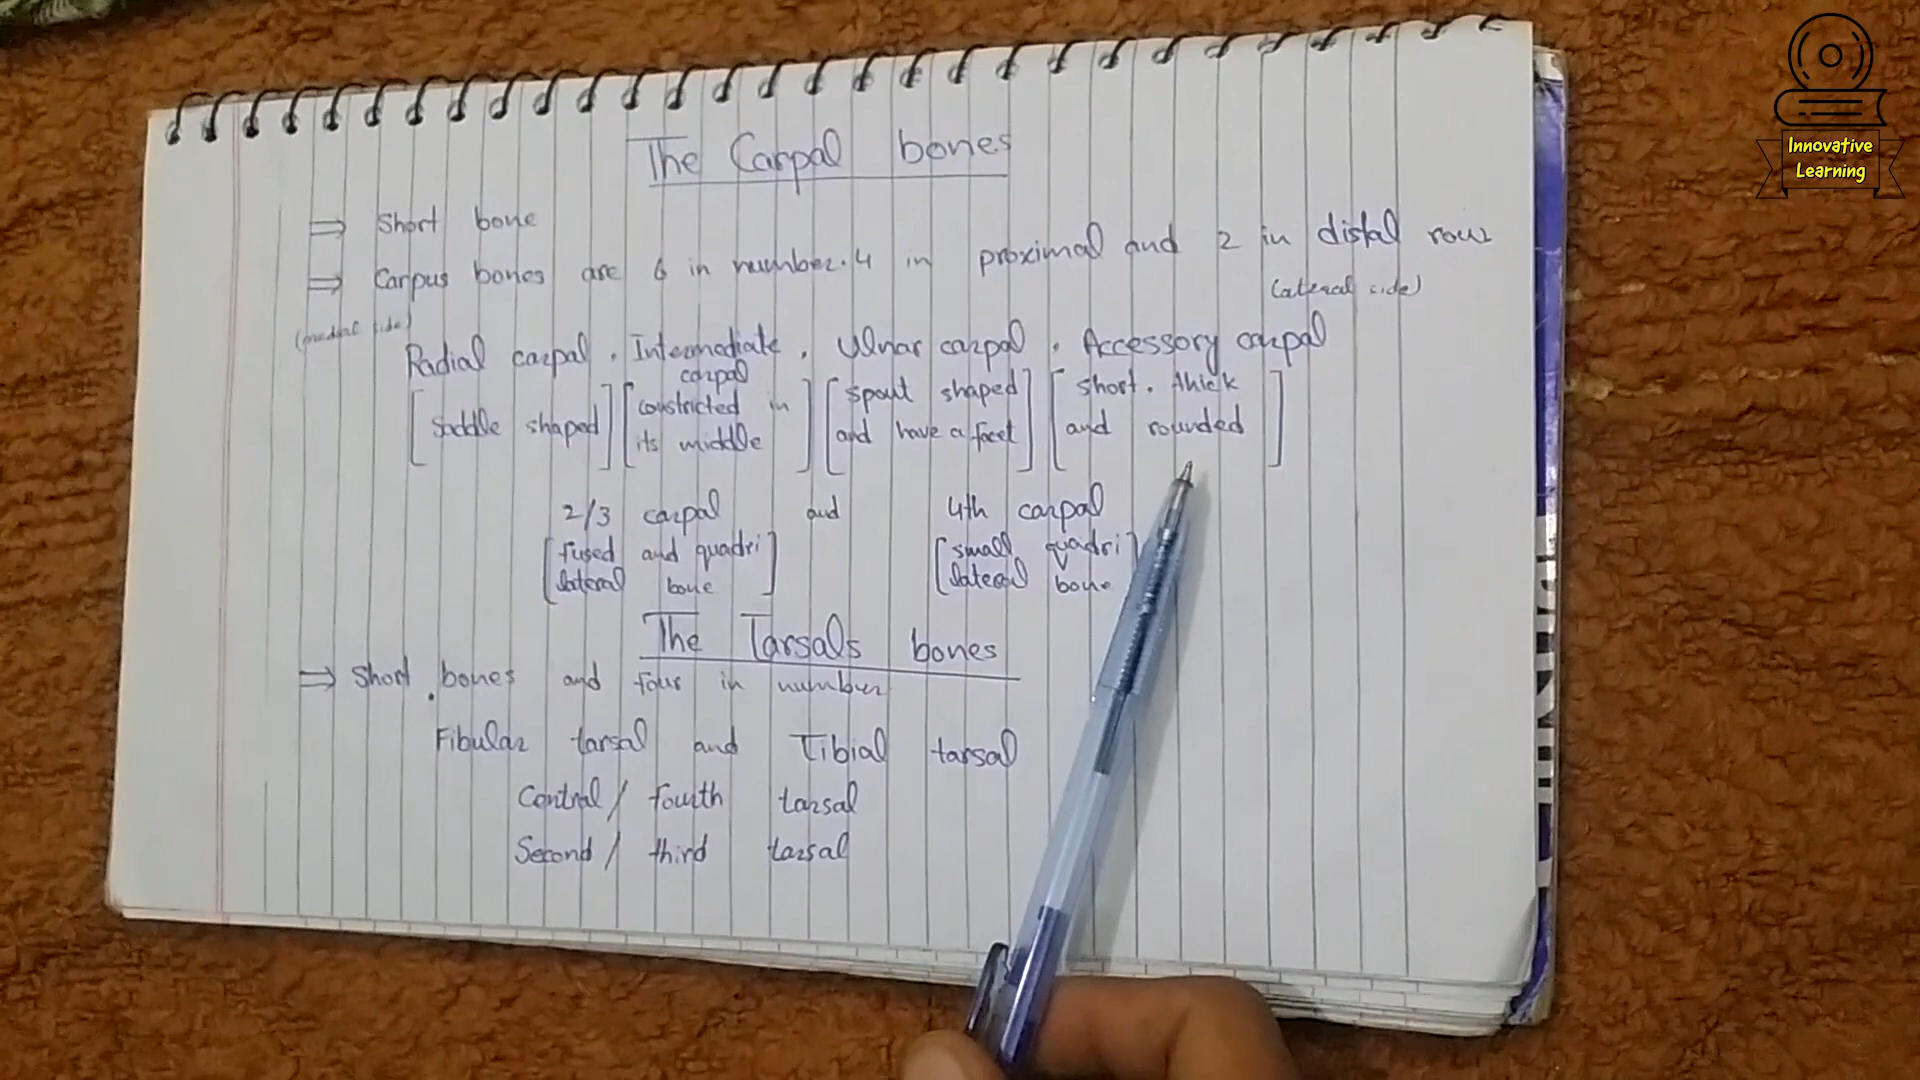 The Carpal bones
⇒ Short bone
⇒ Carpus bones are 6 in number. 4 in proximal and 2 in distal row
(medial side) (lateral side)
Radial carpal, Intermediate carpal, Ulnar carpal, Accessory carpal
[Saddle shaped] [constricted in its middle] [spout shaped and have a facet] [short, thick and rounded]
2/3 carpal and 4th carpal
[fused and quadri lateral bone] [small quadri lateral bone
The Tarsals bones
⇒ Short bones and four in number
Fibular tarsal and Tibial tarsal
Central/fourth tarsal
Second/third tarsal
Innovative
Learning